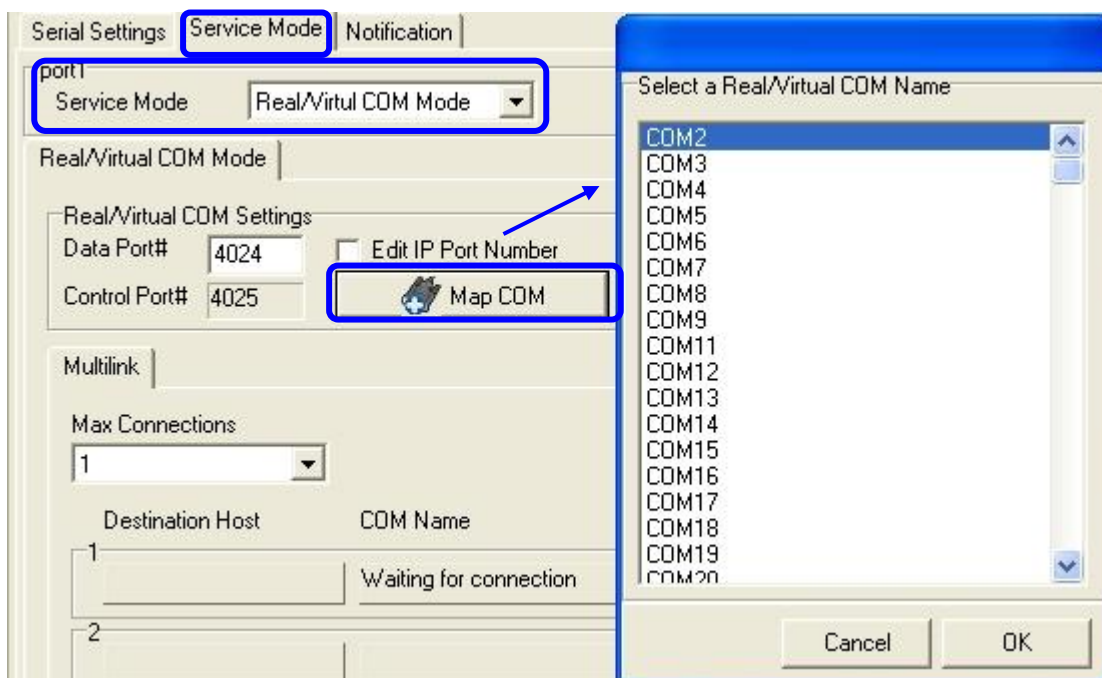 Serial Settings Service Mode Notification
port1
Service Mode Real/Virtul COM Mode
Real/Virtual COM Mode
Real/Virtual COM Settings
Data Port# 4024 Edit IP Port Number
Control Port# 4025 Map COM
Multilink
Max Connections
1
Destination Host COM Name
1
Waiting for connection
2
Select a Real/Virtual COM Name
COM2
COM3
COM4
COM5
COM6
COM7
COM8
COM9
COM11
COM12
COM13
COM14
COM15
COM16
COM17
COM18
COM19
COM20
Cancel OK